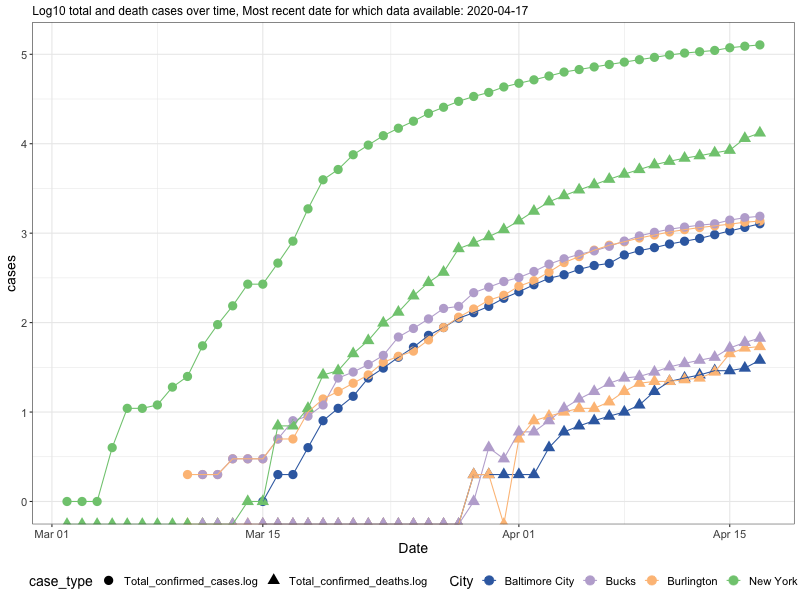 Log10 total and death cases over time, Most recent date for which data available: 2020-04-17
cases
5
4
3
2
1
0
Mar 01 Mar 15 Apr 01 Apr 15
Date
case_type Total_confirmed_cases.log Total_confirmed_deaths.log City Baltimore City Bucks Burlington New York